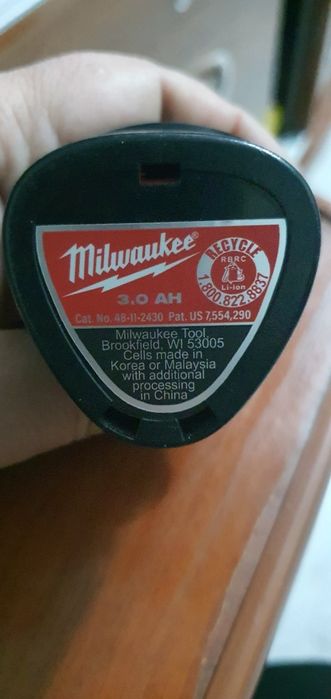 Milwaukee®
3.0 AH
Cat. No. 48-11-2430 Pat. US 7,554,290
RECYCLE
RBRC
Li-ion
1.800.822.8837
Milwaukee Tool,
Brookfield, WI 53005
Cells made in
Korea or Malaysia
with additional
processing
in China